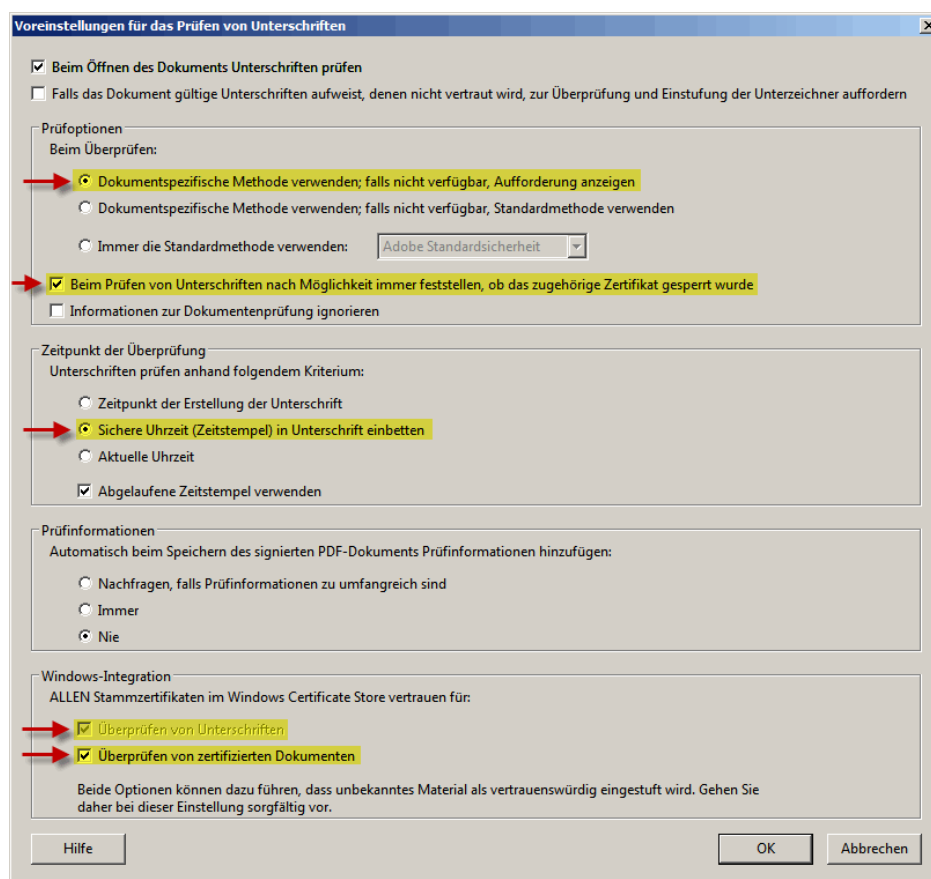 Voreinstellungen für das Prüfen von Unterschriften
Beim Öffnen des Dokuments Unterschriften prüfen
Falls das Dokument gültige Unterschriften aufweist, denen nicht vertraut wird, zur Überprüfung und Einstufung der Unterzeichner auffordern
Prüfoptionen
Beim Überprüfen:
Dokumentspezifische Methode verwenden; falls nicht verfügbar, Aufforderung anzeigen
Dokumentspezifische Methode verwenden; falls nicht verfügbar, Standardmethode verwenden
Immer die Standardmethode verwenden: Adobe Standardsicherheit
Beim Prüfen von Unterschriften nach Möglichkeit immer feststellen, ob das zugehörige Zertifikat gesperrt wurde
Informationen zur Dokumentenprüfung ignorieren
Zeitpunkt der Überprüfung
Unterschriften prüfen anhand folgendem Kriterium:
Zeitpunkt der Erstellung der Unterschrift
Sichere Uhrzeit (Zeitstempel) in Unterschrift einbetten
Aktuelle Uhrzeit
Abgelaufene Zeitstempel verwenden
Prüfinformationen
Automatisch beim Speichern des signierten PDF-Dokuments Prüfinformationen hinzufügen:
Nachfragen, falls Prüfinformationen zu umfangreich sind
Immer
Nie
Windows-Integration
ALLEN Stammzertifikaten im Windows Certificate Store vertrauen für:
Überprüfen von Unterschriften
Überprüfen von zertifizierten Dokumenten
Beide Optionen können dazu führen, dass unbekanntes Material als vertrauenswürdig eingestuft wird. Gehen Sie
daher bei dieser Einstellung sorgfältig vor.
Hilfe OK Abbrechen